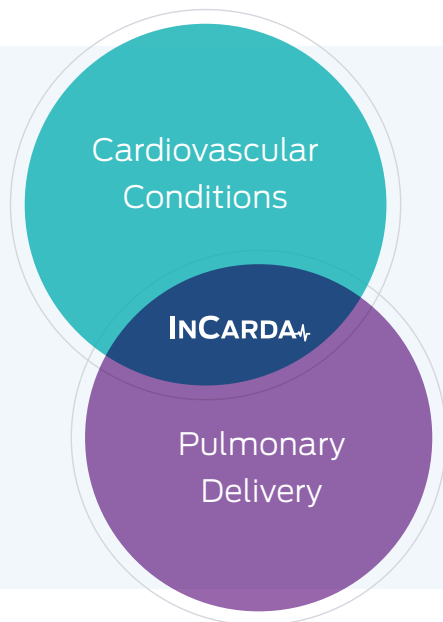 Cardiovascular
Conditions
INCARDA
Pulmonary
Delivery